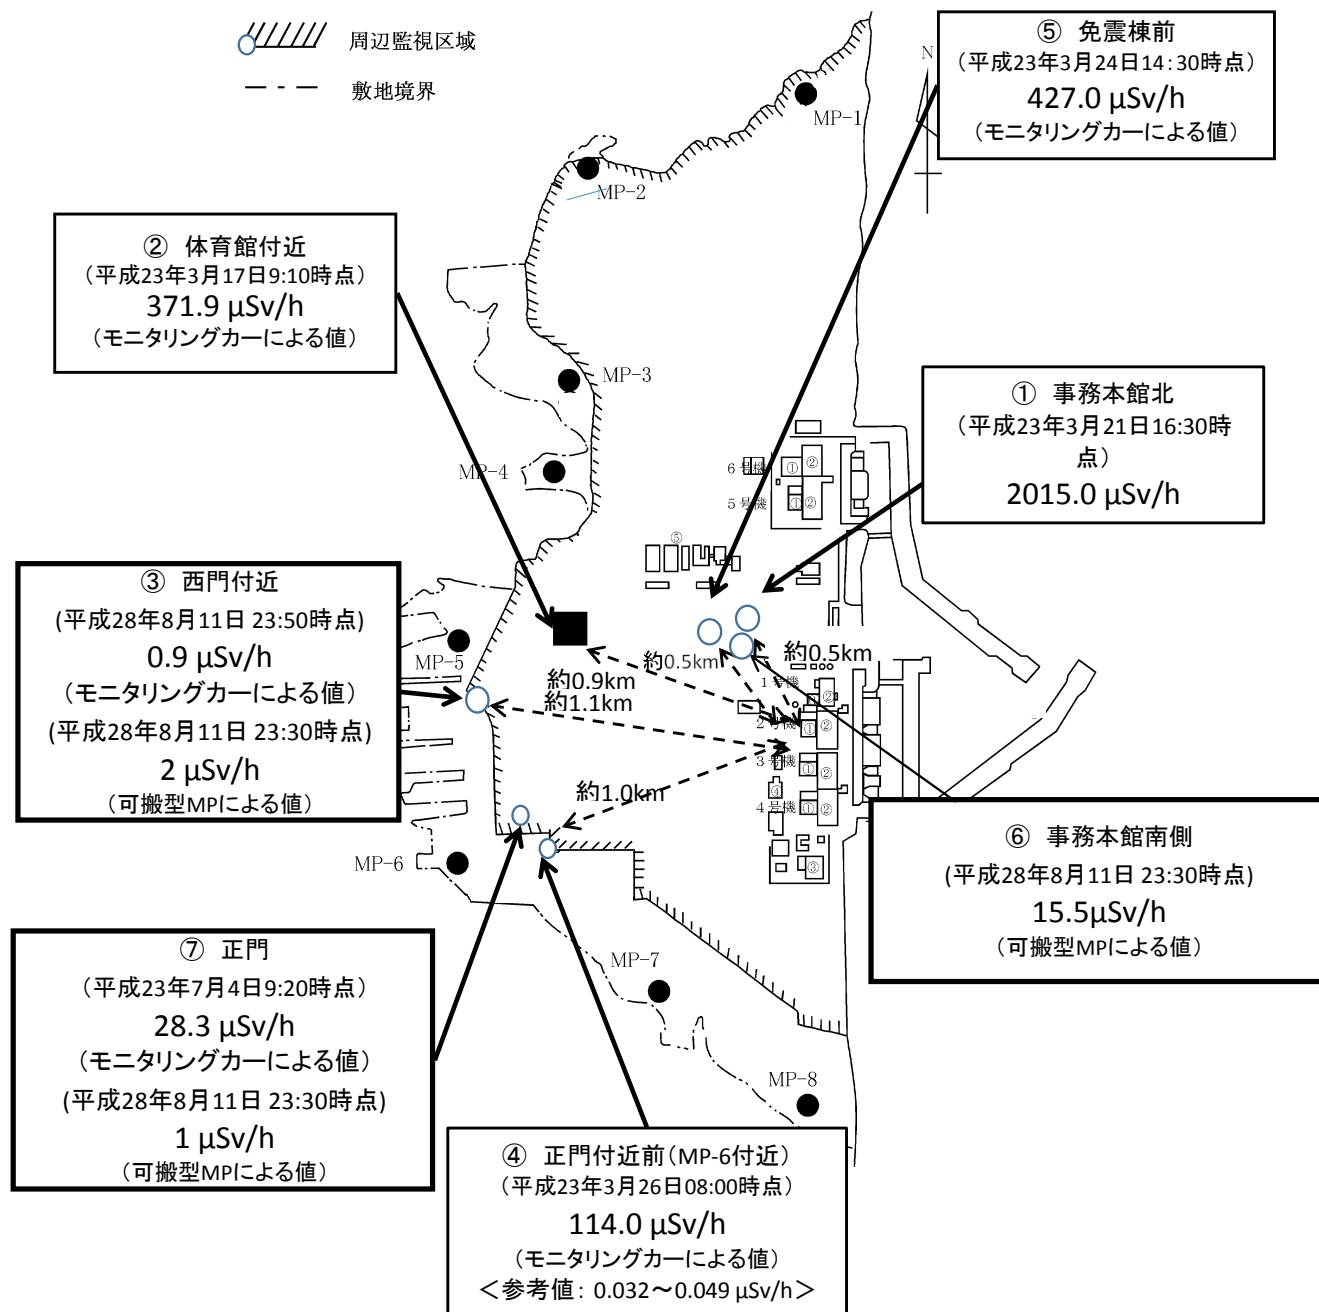 周辺監視区域
敷地境界
⑤ 免震棟前
（平成23年3月24日14:30時点）
427.0 µSv/h
（モニタリングカーによる値）
N
MP-1
MP-2
② 体育館付近
（平成23年3月17日9:10時点）
371.9 µSv/h
（モニタリングカーによる値）
MP-3
① 事務本館北
（平成23年3月21日16:30時
点）
2015.0 µSv/h
MP-4
6号機
①
②
5号機
①
②
⑤
③ 西門付近
(平成28年8月11日 23:50時点)
0.9 µSv/h
（モニタリングカーによる値）
(平成28年8月11日 23:30時点)
2 µSv/h
（可搬型MPによる値）
MP-5
約0.5km
約0.5km
約0.9km
約1.1km
1号機
②
2号機
①
②
3号機
①
②
④
4号機
①
②
③
約1.0km
MP-6
⑥ 事務本館南側
(平成28年8月11日 23:30時点)
15.5µSv/h
（可搬型MPによる値）
⑦ 正門
（平成23年7月4日9:20時点）
28.3 µSv/h
（モニタリングカーによる値）
(平成28年8月11日 23:30時点)
1 µSv/h
（可搬型MPによる値）
MP-7
MP-8
④ 正門付近前（MP-6付近）
（平成23年3月26日08:00時点）
114.0 µSv/h
（モニタリングカーによる値）
＜参考値： 0.032～0.049 µSv/h＞